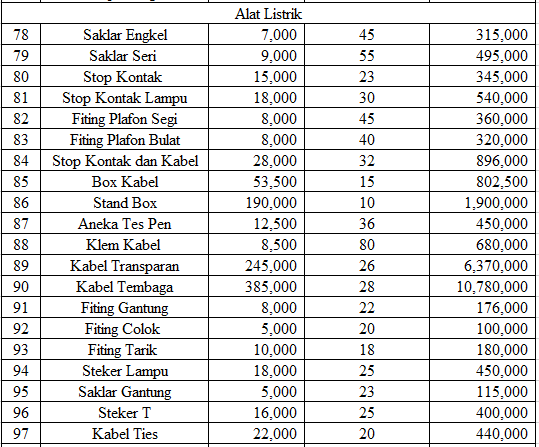 Alat Listrik
78 Saklar Engkel 7,000 45 315,000
79 Saklar Seri 9,000 55 495,000
80 Stop Kontak 15,000 23 345,000
81 Stop Kontak Lampu 18,000 30 540,000
82 Fiting Plafon Segi 8,000 45 360,000
83 Fiting Plafon Bulat 8,000 40 320,000
84 Stop Kontak dan Kabel 28,000 32 896,000
85 Box Kabel 53,500 15 802,500
86 Stand Box 190,000 10 1,900,000
87 Aneka Tes Pen 12,500 36 450,000
88 Klem Kabel 8,500 80 680,000
89 Kabel Transparan 245,000 26 6,370,000
90 Kabel Tembaga 385,000 28 10,780,000
91 Fiting Gantung 8,000 22 176,000
92 Fiting Colok 5,000 20 100,000
93 Fiting Tarik 10,000 18 180,000
94 Steker Lampu 18,000 25 450,000
95 Saklar Gantung 5,000 23 115,000
96 Steker T 16,000 25 400,000
97 Kabel Ties 22,000 20 440,000